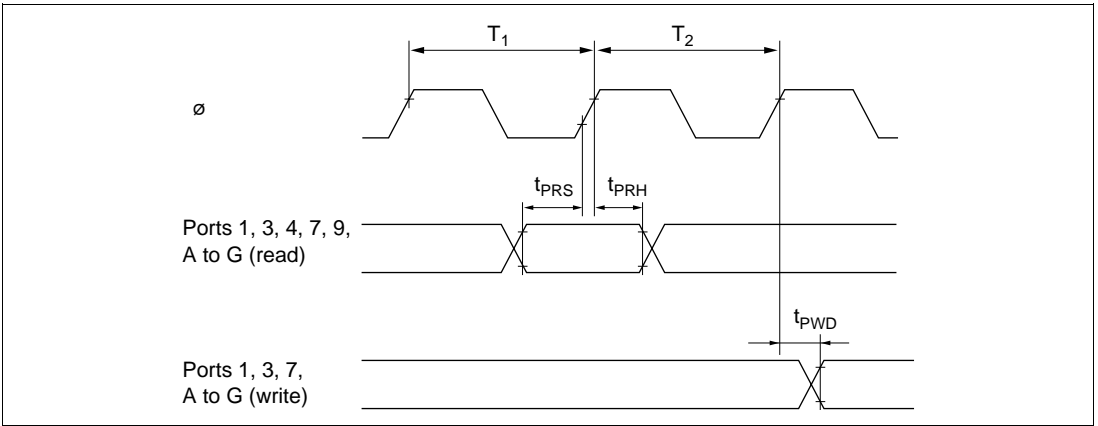 T₁ T₂
ø
tPRS tPRH
Ports 1, 3, 4, 7, 9,
A to G (read)
tPWD
Ports 1, 3, 7,
A to G (write)